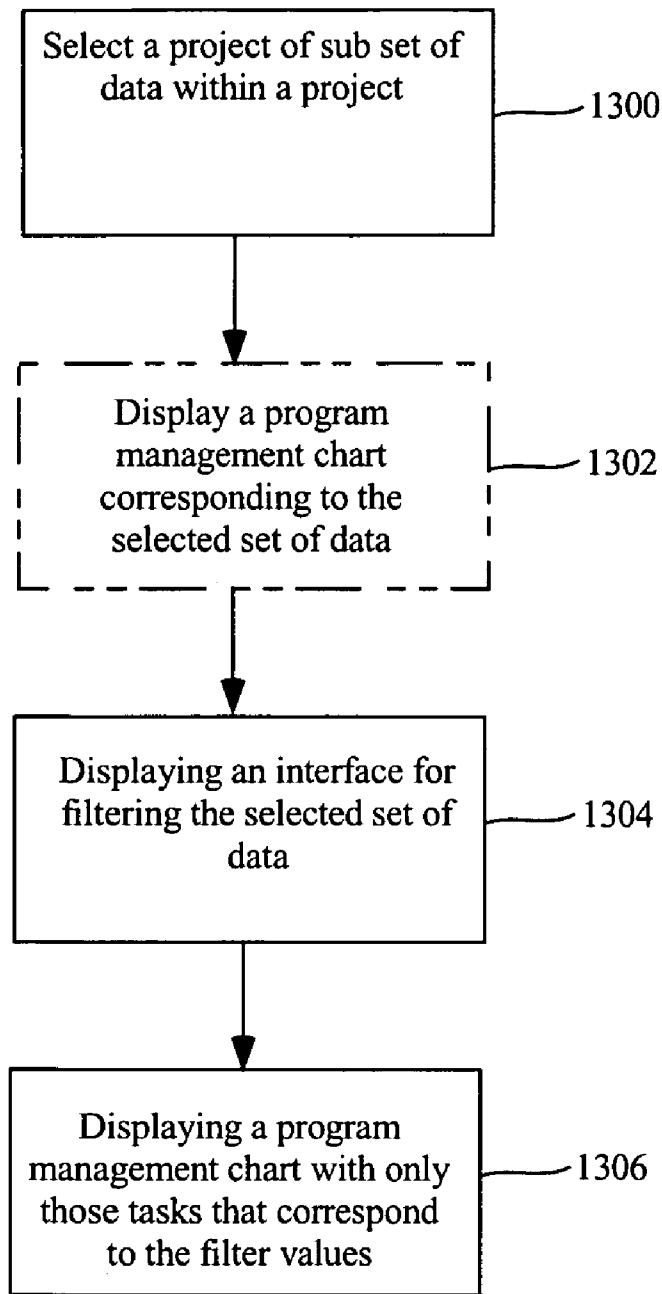 Select a project of sub set of
data within a project
1300
Display a program
management chart
corresponding to the
selected set of data
1302
Displaying an interface for
filtering the selected set of
data
1304
Displaying a program
management chart with only
those tasks that correspond
to the filter values
1306